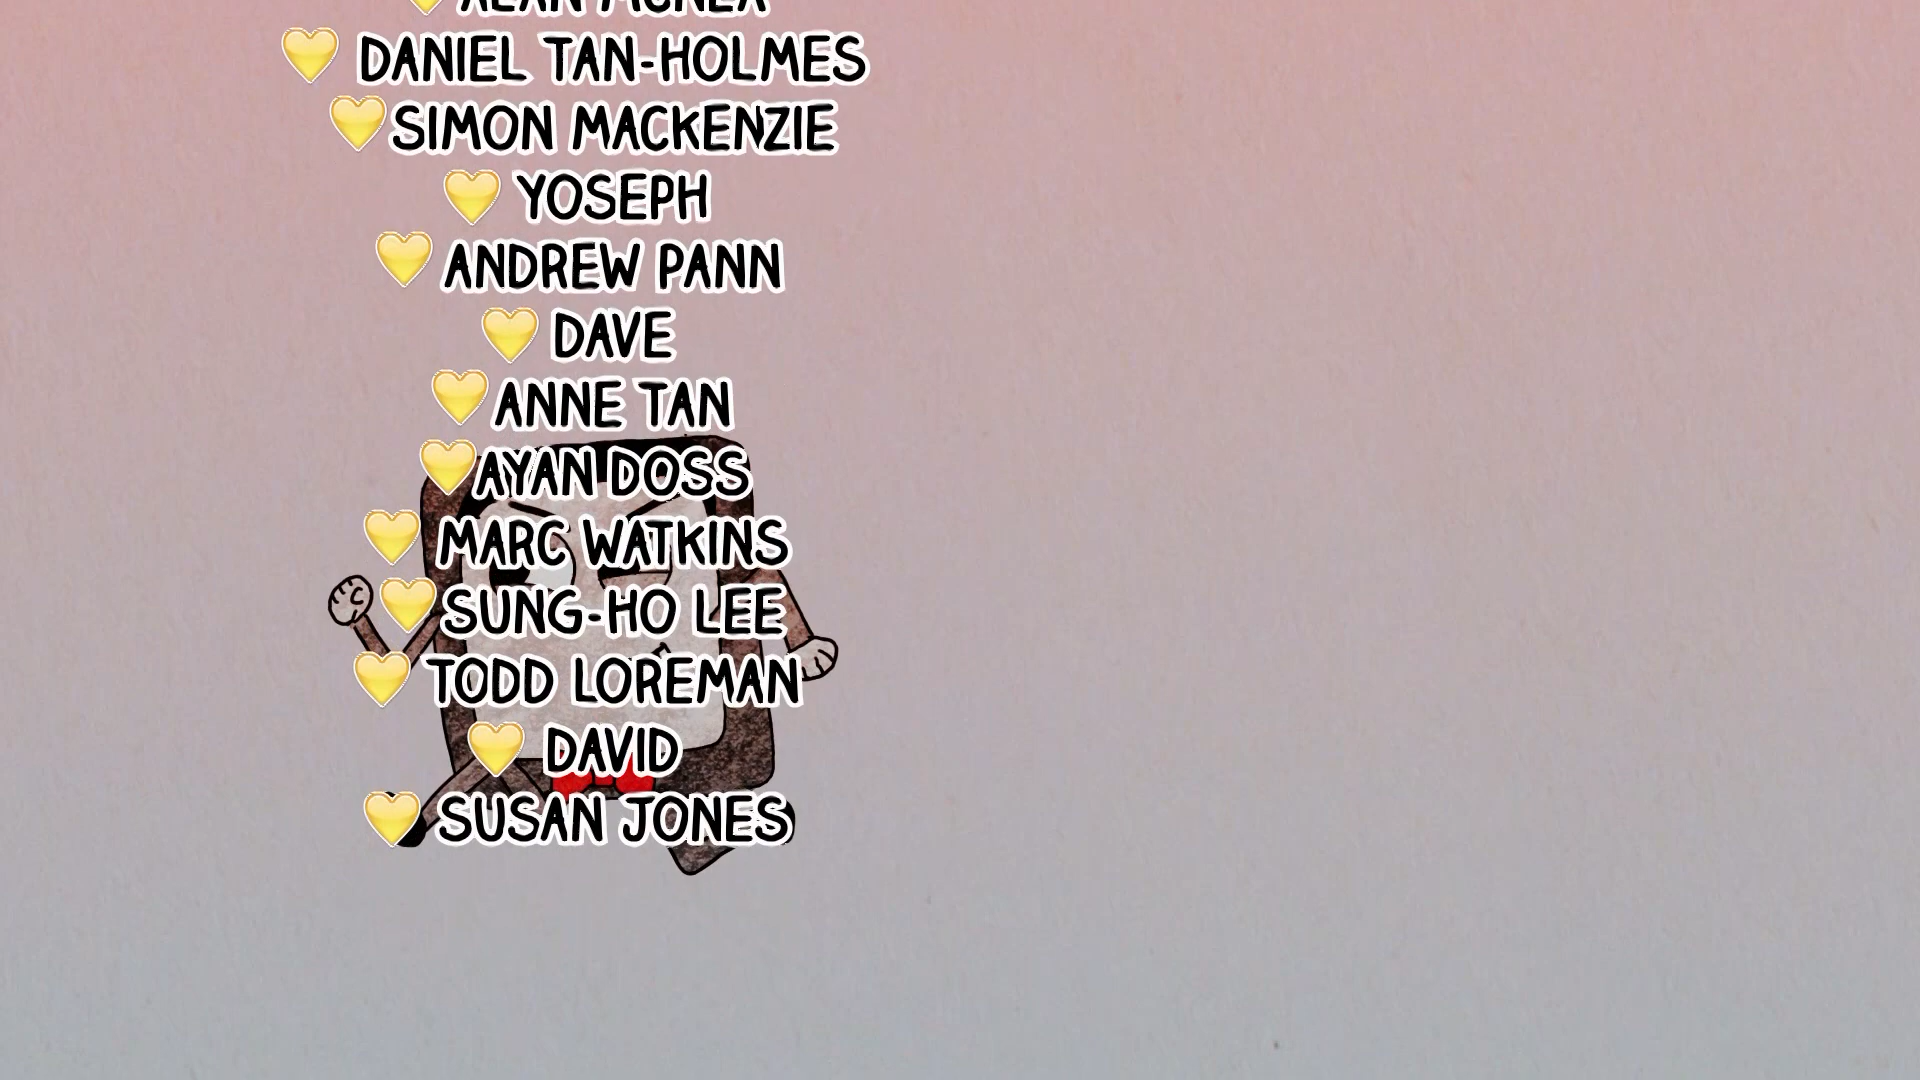 💛 DANIEL TAN-HOLMES
💛 SIMON MACKENZIE
💛 YOSEPH
💛 ANDREW PANN
💛 DAVE
💛 ANNE TAN
💛 AYAN DOSS
💛 MARC WATKINS
💛 SUNG-HO LEE
💛 TODD LOREMAN
💛 DAVID
💛 SUSAN JONES